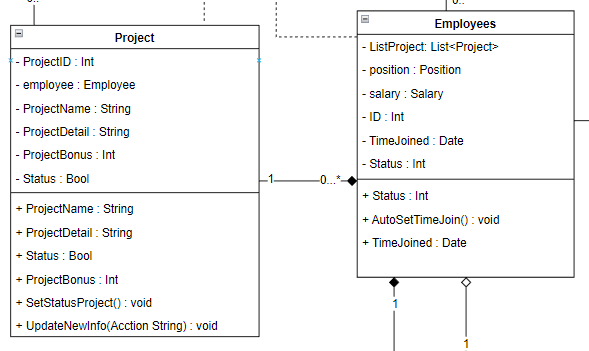 Project
- ProjectID : Int
- employee : Employee
- ProjectName : String
- ProjectDetail : String
- ProjectBonus : Int
- Status : Bool
+ ProjectName : String
+ ProjectDetail : String
+ Status : Bool
+ ProjectBonus : Int
+ SetStatusProject() : void
+ UpdateNewInfo(Acction String) : void
1
0...*
Employees
- ListProject: List<Project>
- position : Position
- salary : Salary
- ID : Int
- TimeJoined : Date
- Status : Int
+ Status : Int
+ AutoSetTimeJoin() : void
+ TimeJoined : Date
1
1